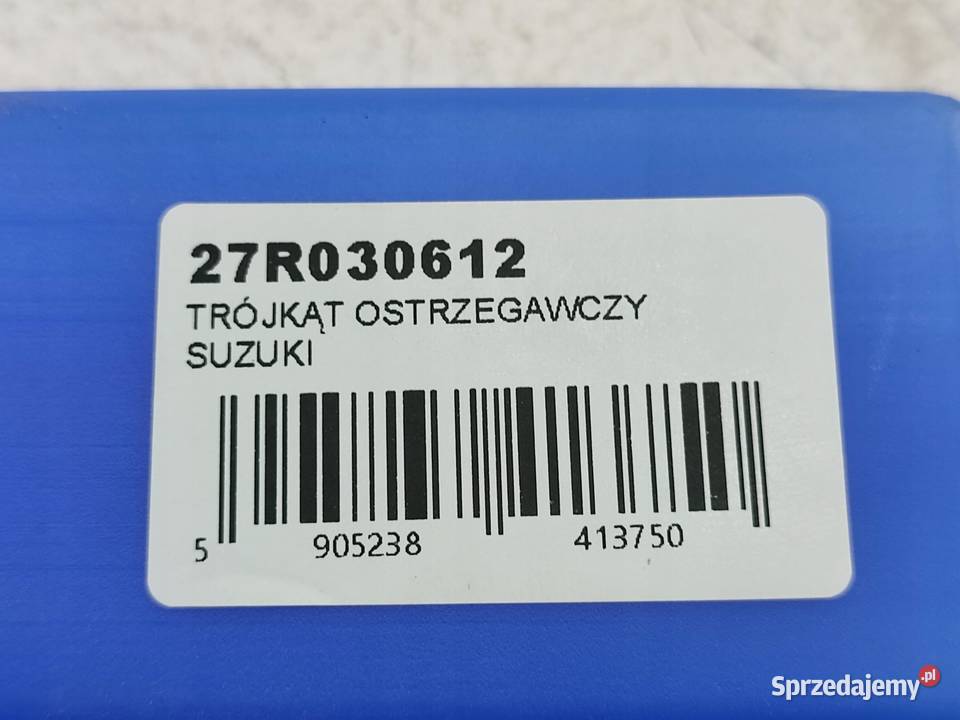 27R030612
TRÓJKĄT OSTRZEGAWCZY
SUZUKI
5 905238 413750
Sprzedajemy.pl